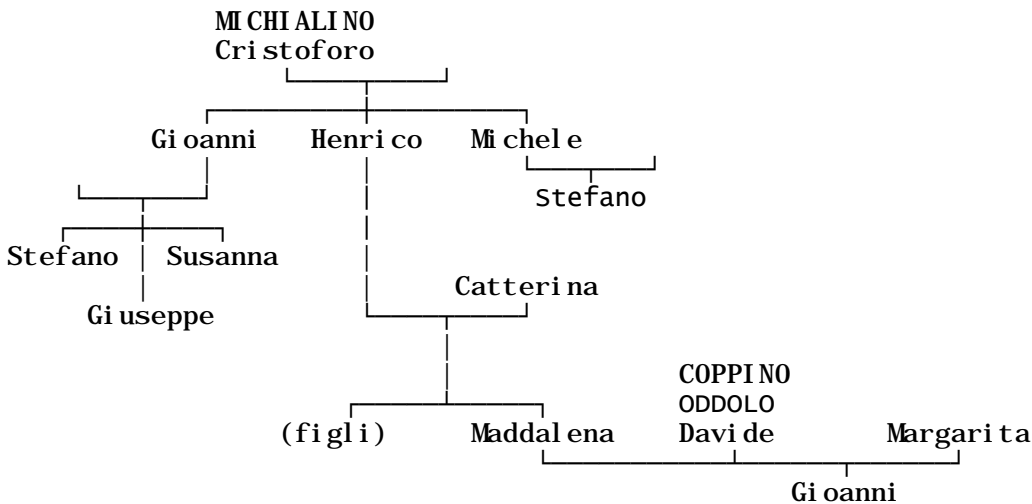 MICHIALINO
Cristoforo
Gioanni Henrico Michele
Stefano
Stefano Susanna
Catterina
Giuseppe
COPPINO
ODDOLO
(figli) Maddalena Davide Margarita
Gioanni